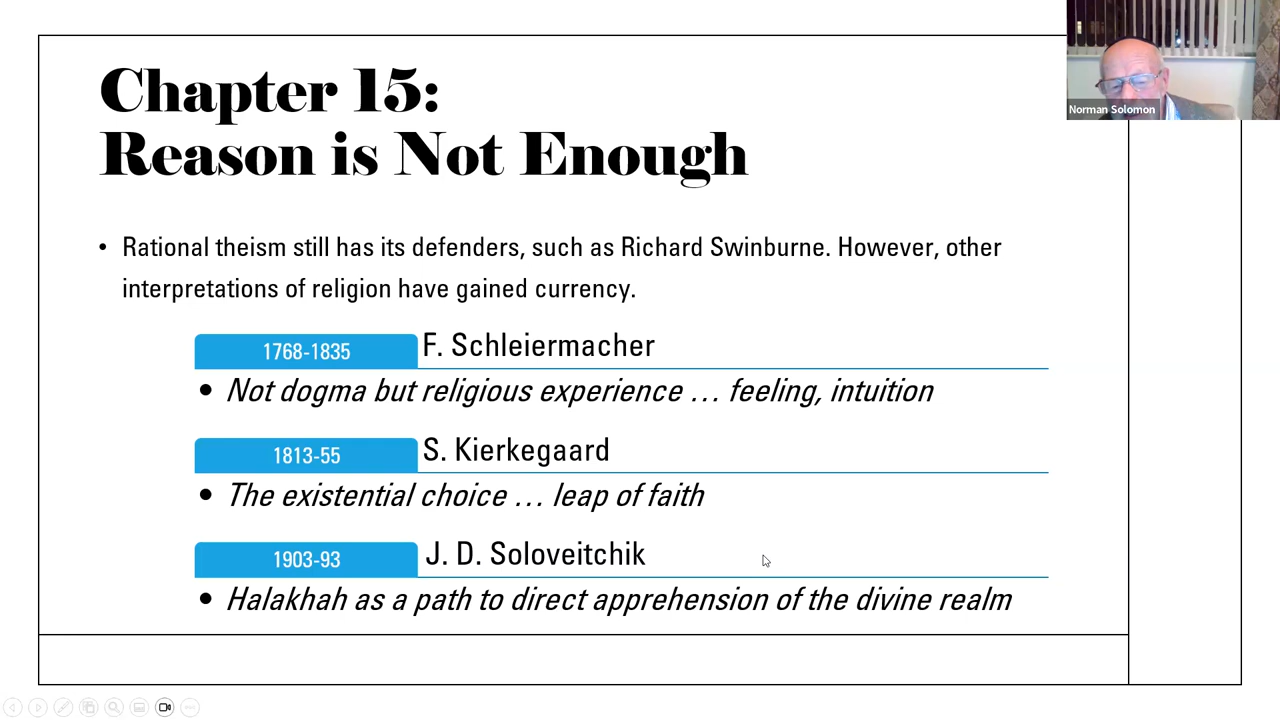 Chapter 15:
Reason is Not Enough
Norman Solomon
• Rational theism still has its defenders, such as Richard Swinburne. However, other
interpretations of religion have gained currency.
1768-1835 F. Schleiermacher
• Not dogma but religious experience … feeling, intuition
1813-55 S. Kierkegaard
• The existential choice … leap of faith
1903-93 J. D. Soloveitchik
• Halakhah as a path to direct apprehension of the divine realm